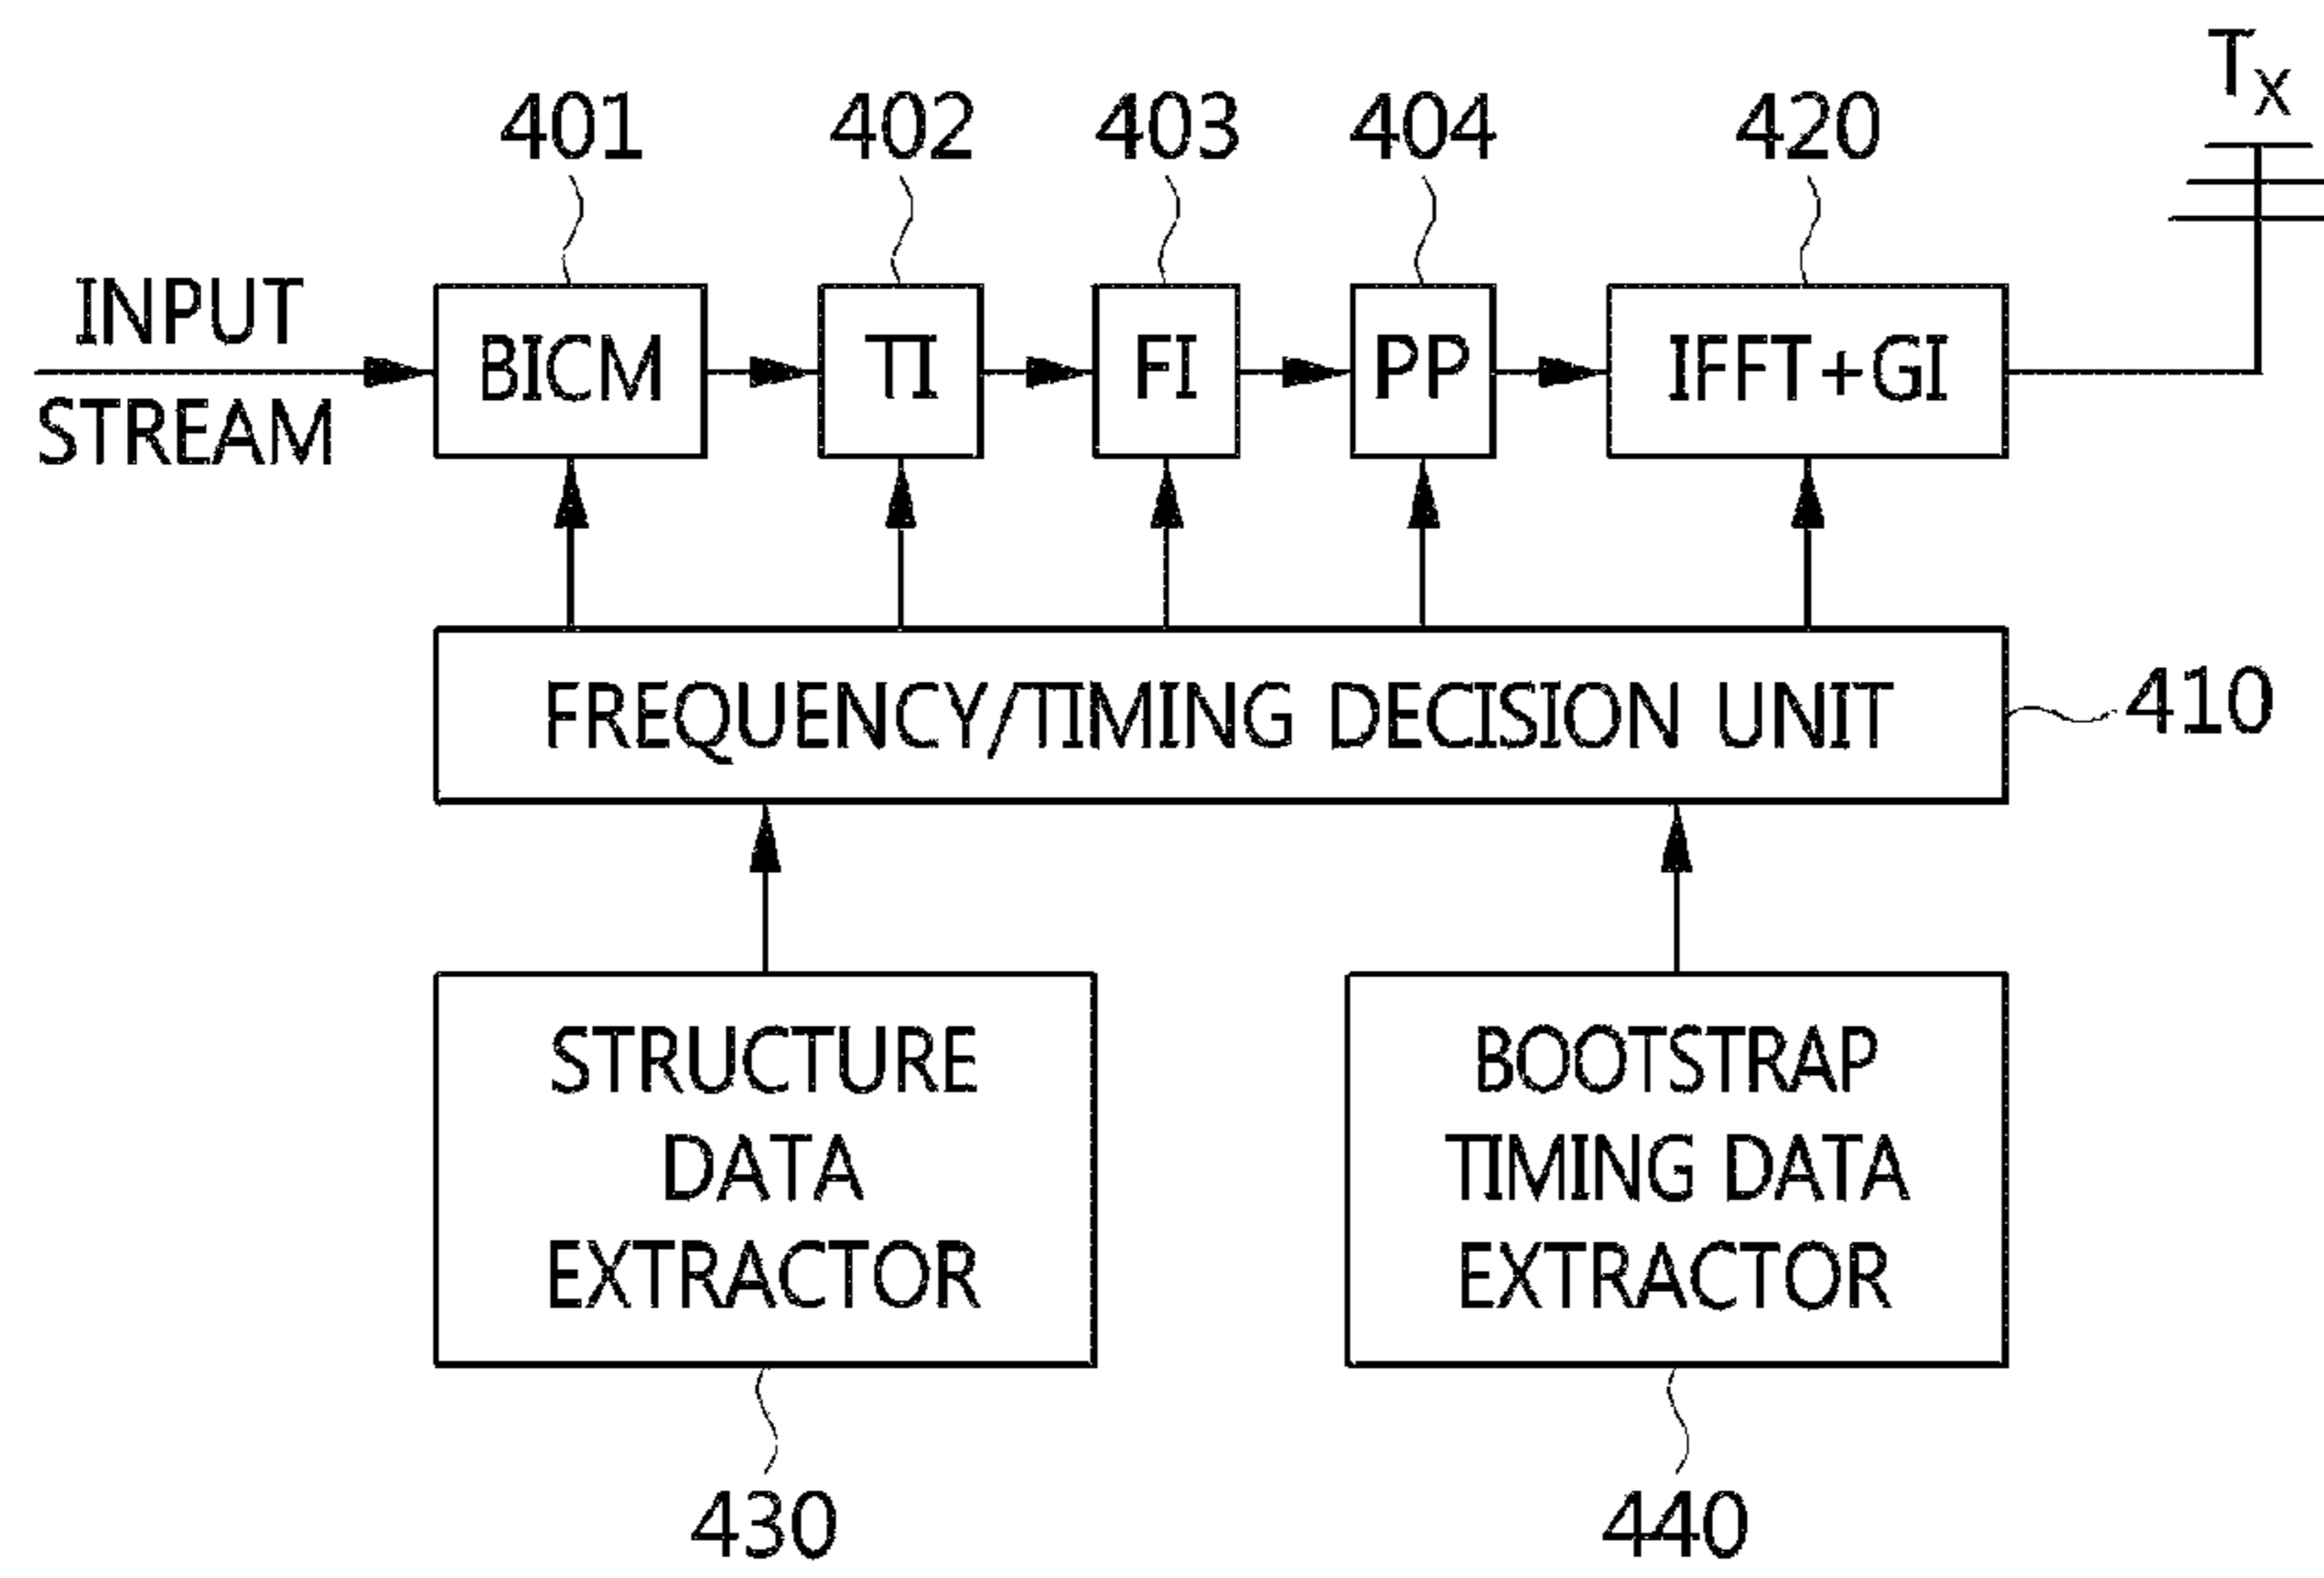 Tx
401 402 403 404 420
INPUT
STREAM
BICM TI FI PP IFFT+GI
FREQUENCY/TIMING DECISION UNIT 410
STRUCTURE
DATA
EXTRACTOR
430
BOOTSTRAP
TIMING DATA
EXTRACTOR
440